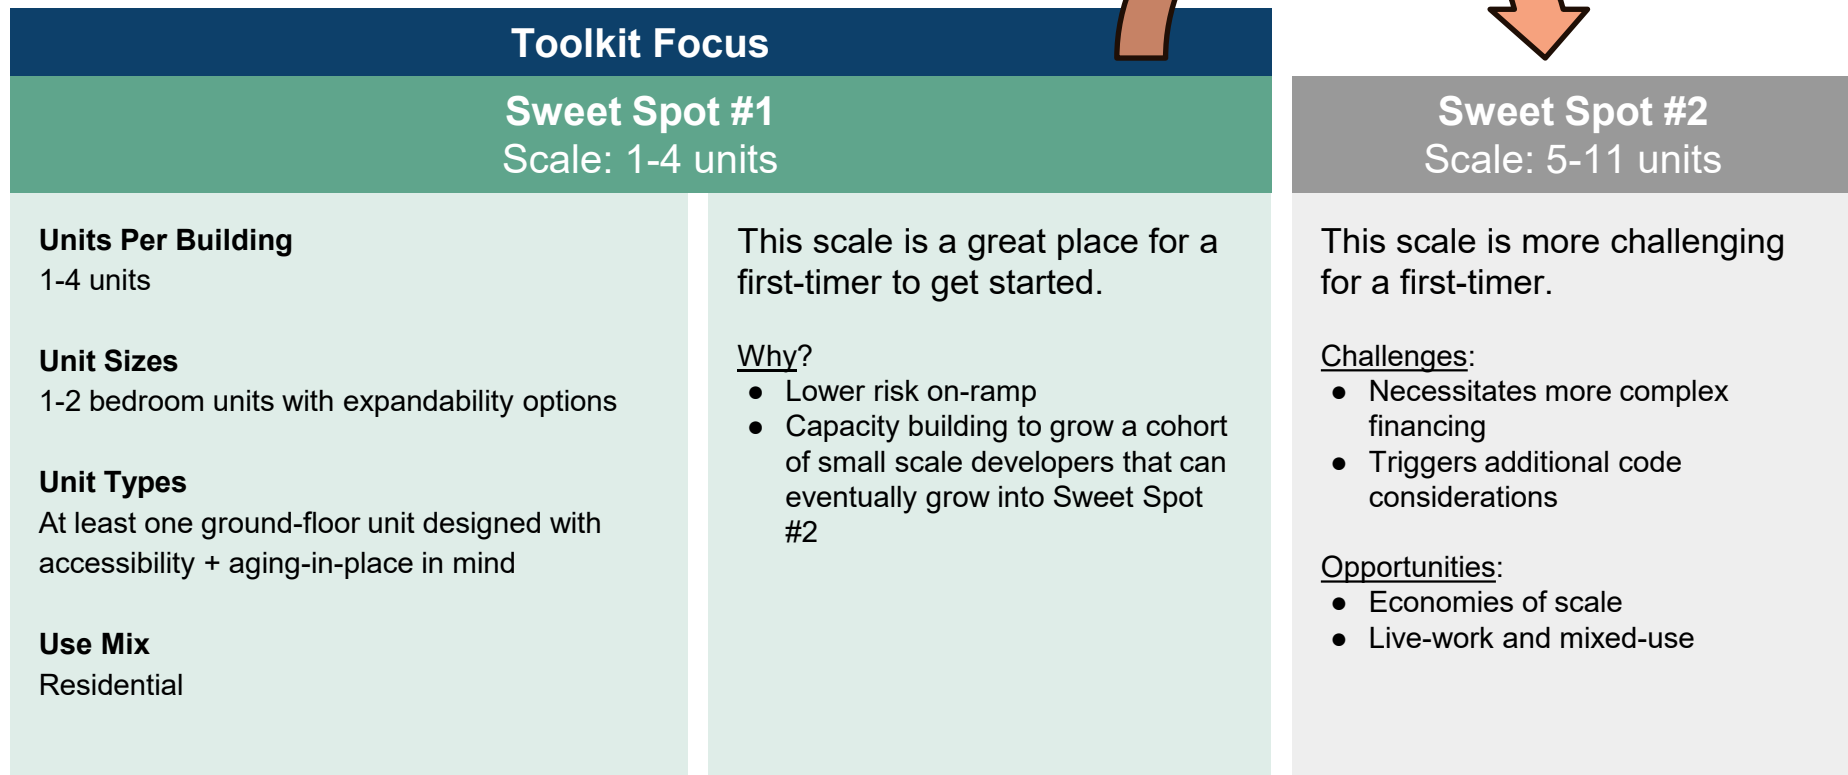 Toolkit Focus
Sweet Spot #1
Scale: 1-4 units
Units Per Building
1-4 units
Unit Sizes
1-2 bedroom units with expandability options
Unit Types
At least one ground-floor unit designed with
accessibility + aging-in-place in mind
Use Mix
Residential
This scale is a great place for a
first-timer to get started.
Why?
● Lower risk on-ramp
● Capacity building to grow a cohort
of small scale developers that can
eventually grow into Sweet Spot
#2
Sweet Spot #2
Scale: 5-11 units
This scale is more challenging
for a first-timer.
Challenges:
● Necessitates more complex
financing
● Triggers additional code
considerations
Opportunities:
● Economies of scale
● Live-work and mixed-use